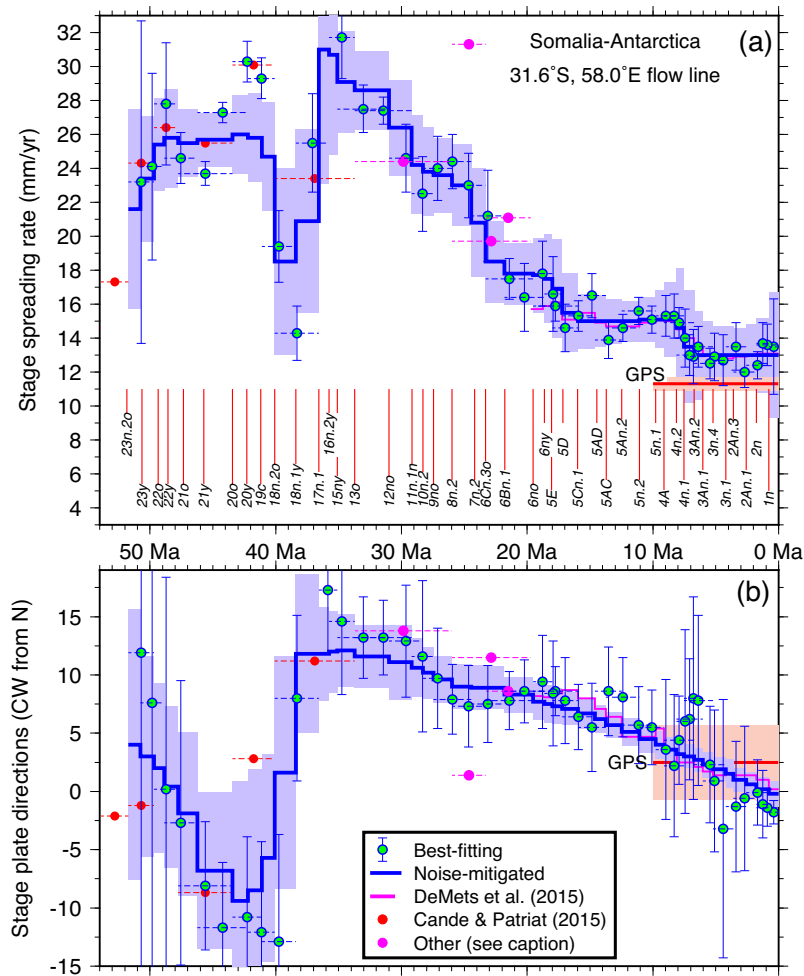 32
30
28
26
24
22
20
18
16
14
12
10
Stage spreading rate (mm/yr)
(a)
Somalia-Antarctica
31.6°S, 58.0°E flow line
GPS
23n.2o
23y
22o
22y
21o
21y
20o
20y
19c
18n.2o
18n.1y
17n.1
16n.2y
15ny
13o
12no
11n.1n
10n.2
9no
8n.2
7n.2
6Cn.3o
6Bn.1
6no
6ny
5E
5D
5Cn.1
5AD
5AC
5An.2
5n.2
5n.1
4A
4n.2
4n.1
3An.2
3An.1
3n.4
3n.1
2An.3
2An.1
2n
1n
50 Ma
40 Ma
30 Ma
20 Ma
10 Ma
0 Ma
15
10
5
0
-5
-10
-15
Stage plate directions (CW from N)
(b)
GPS
Best-fitting
Noise-mitigated
DeMets et al. (2015)
Cande & Patriat (2015)
Other (see caption)